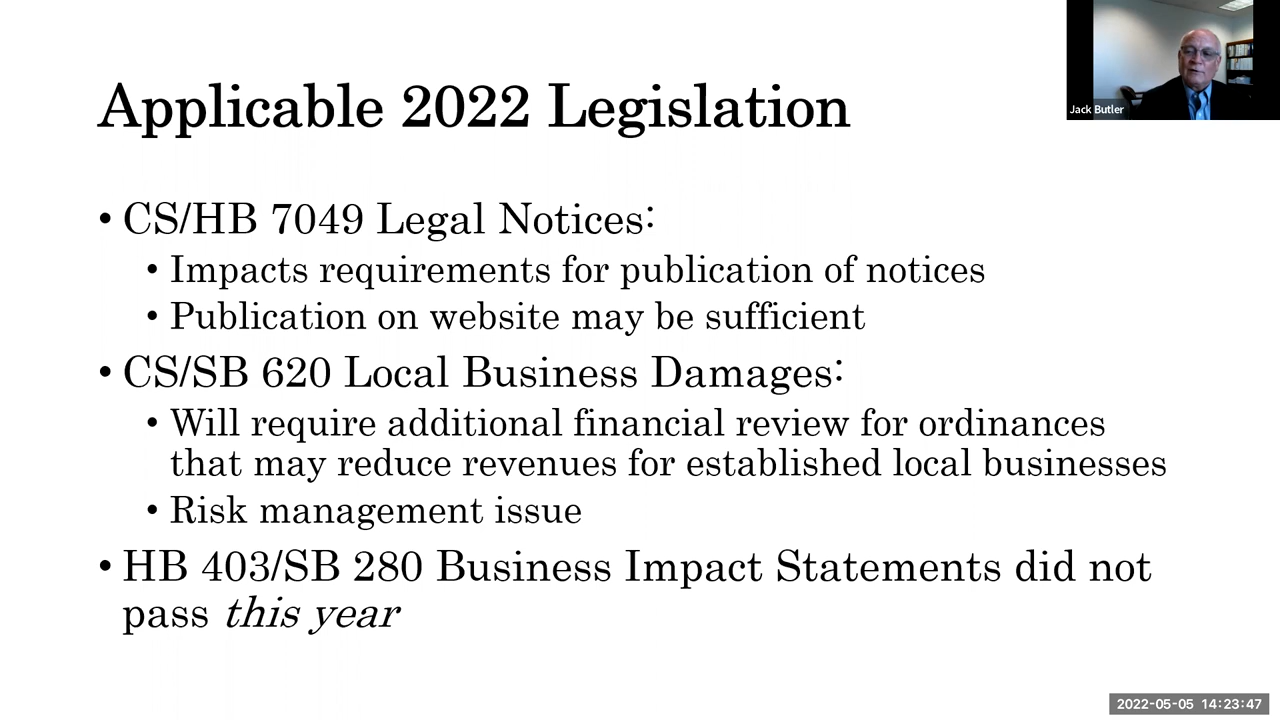 Applicable 2022 Legislation
Jack Butler
• CS/HB 7049 Legal Notices:
• Impacts requirements for publication of notices
• Publication on website may be sufficient
• CS/SB 620 Local Business Damages:
• Will require additional financial review for ordinances
that may reduce revenues for established local businesses
• Risk management issue
• HB 403/SB 280 Business Impact Statements did not
pass this year
2022-05-05 14:23:47